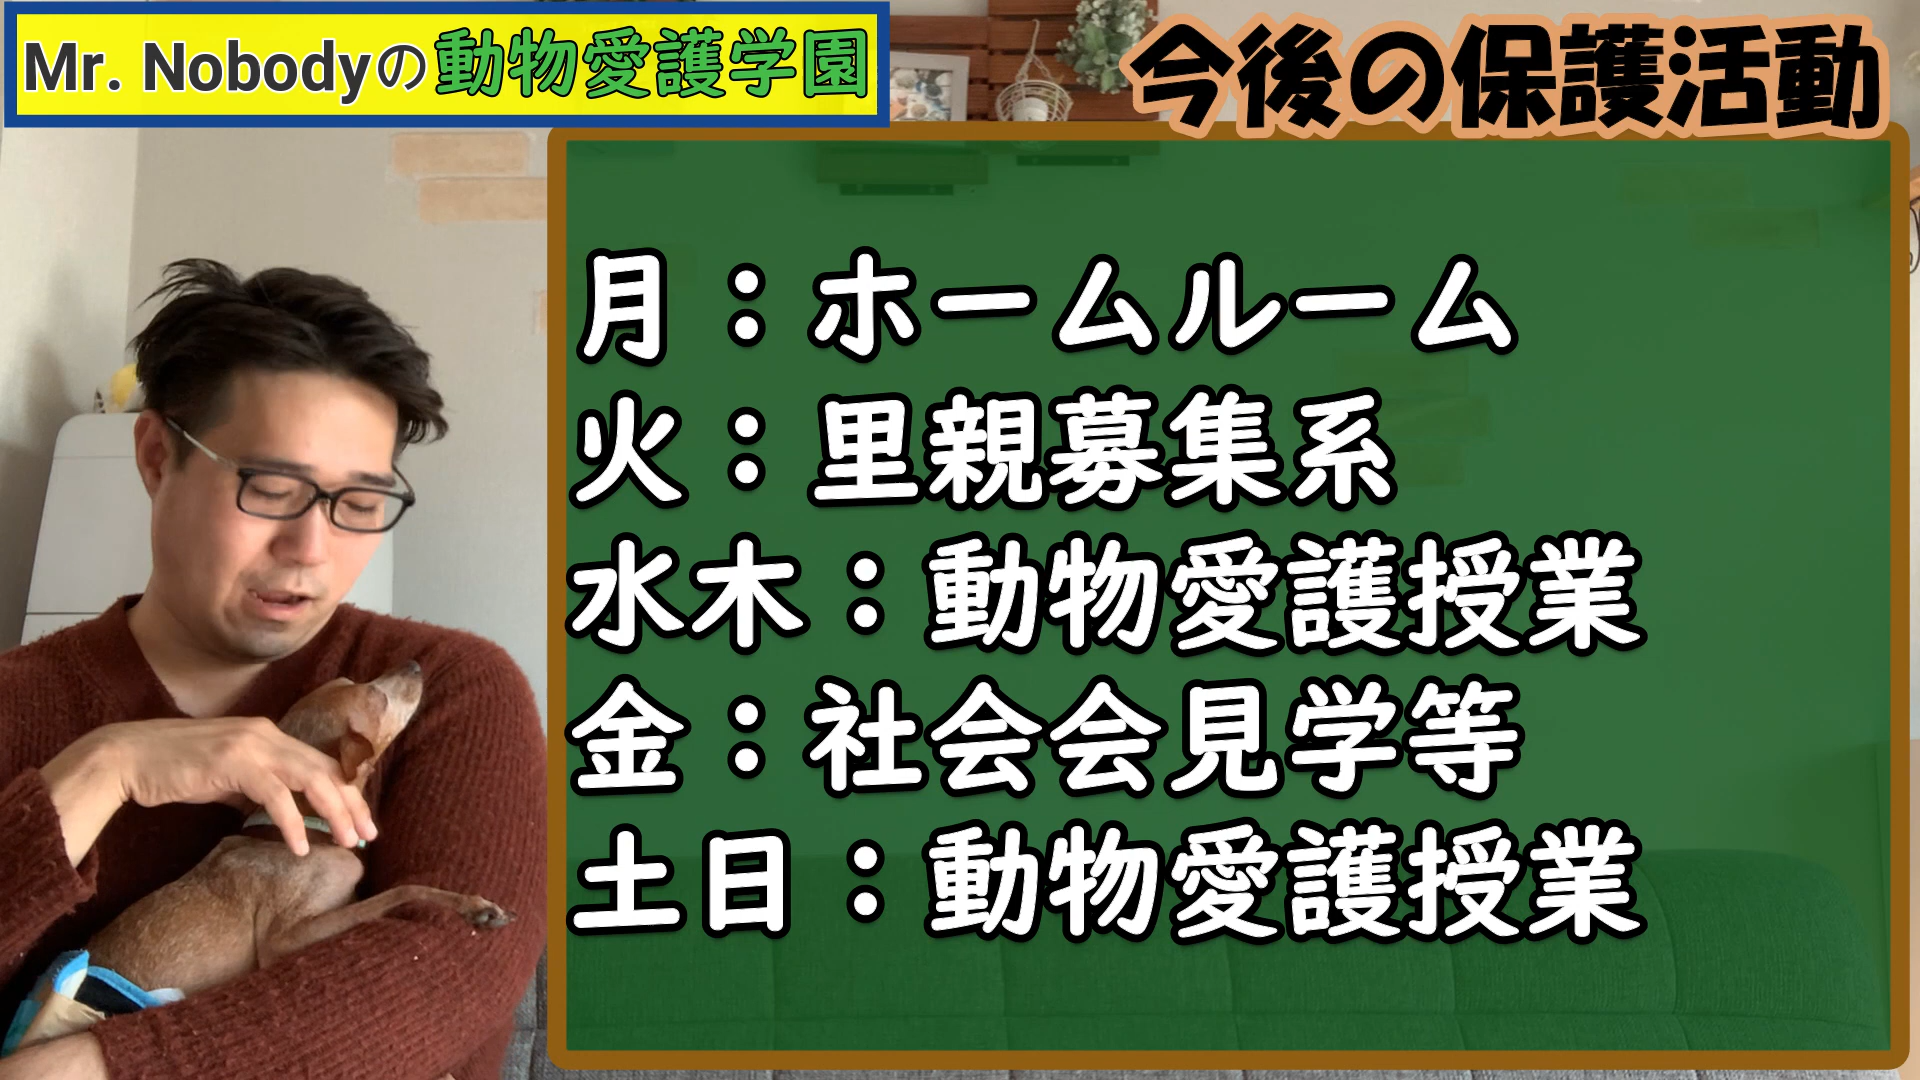 Mr. Nobodyの動物愛護学園
今後の保護活動
月：ホームルーム
火：里親募集系
水木：動物愛護授業
金：社会会見学等
土日：動物愛護授業